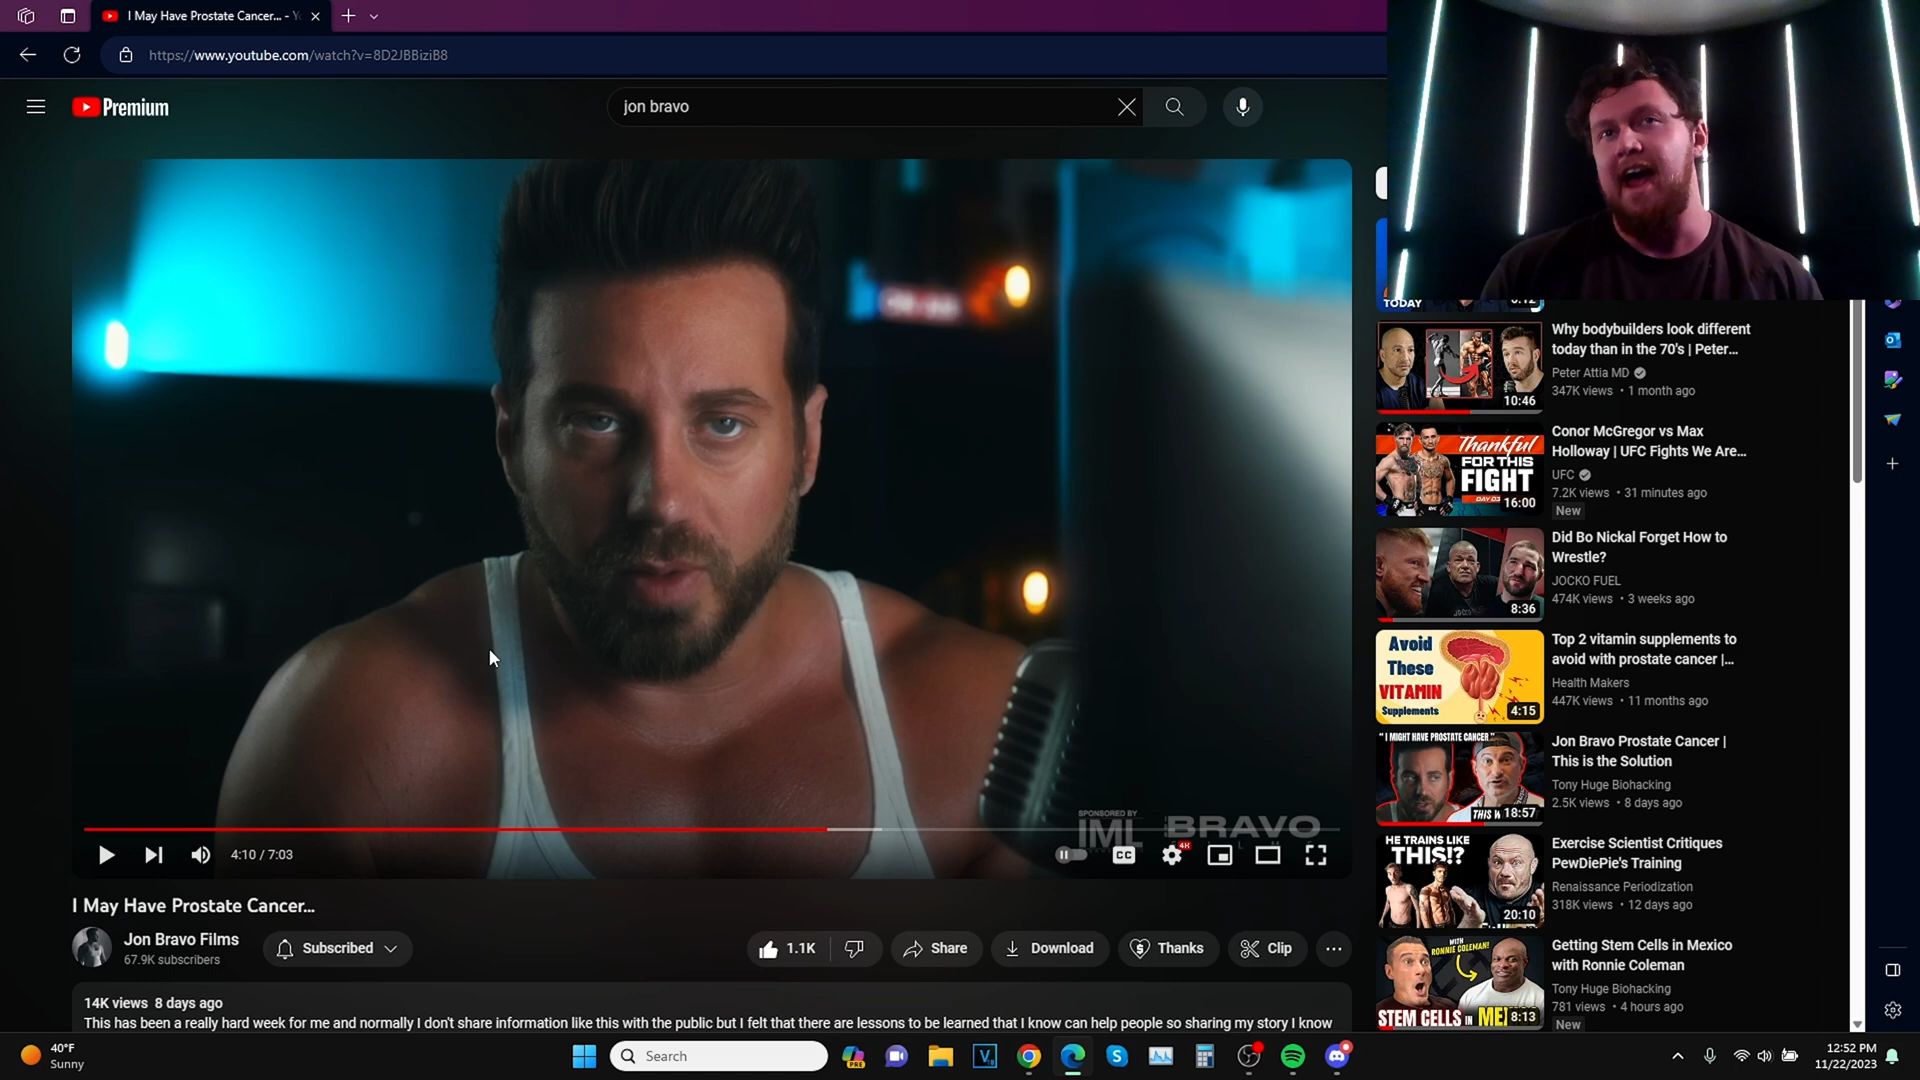 I May Have Prostate Cancer... - Y
https://www.youtube.com/watch?v=8D2JBBiziB8
Premium
jon bravo
SPONSORED BY
IML BRAVO
4:10 / 7:03
CC
4K
I May Have Prostate Cancer...
Jon Bravo Films
67.9K subscribers
Subscribed
1.1K
Share
Download
Thanks
Clip
14K views 8 days ago
This has been a really hard week for me and normally I don't share information like this with the public but I felt that there are lessons to be learned that I know can help people so sharing my story I know
TODAY
Why bodybuilders look different
today than in the 70's | Peter...
Peter Attia MD
347K views • 1 month ago
10:46
Thankful
FOR THIS
FIGHT
16:00
Conor McGregor vs Max
Holloway | UFC Fights We Are...
UFC
7.2K views • 31 minutes ago
New
Did Bo Nickal Forget How to
Wrestle?
JOCKO FUEL
474K views • 3 weeks ago
8:36
Avoid
These
VITAMIN
Supplements
4:15
Top 2 vitamin supplements to
avoid with prostate cancer |...
Health Makers
447K views • 11 months ago
"I MIGHT HAVE PROSTATE CANCER"
18:57
Jon Bravo Prostate Cancer |
This is the Solution
Tony Huge Biohacking
2.5K views • 8 days ago
HE TRAINS LIKE
THIS!?
20:10
Exercise Scientist Critiques
PewDiePie's Training
Renaissance Periodization
318K views • 12 days ago
WITH
RONNIE COLEMAN!
STEM CELLS IN
8:13
Getting Stem Cells in Mexico
with Ronnie Coleman
Tony Huge Biohacking
781 views • 4 hours ago
New
40°F
Sunny
Search
PRE
12:52 PM
11/22/2023